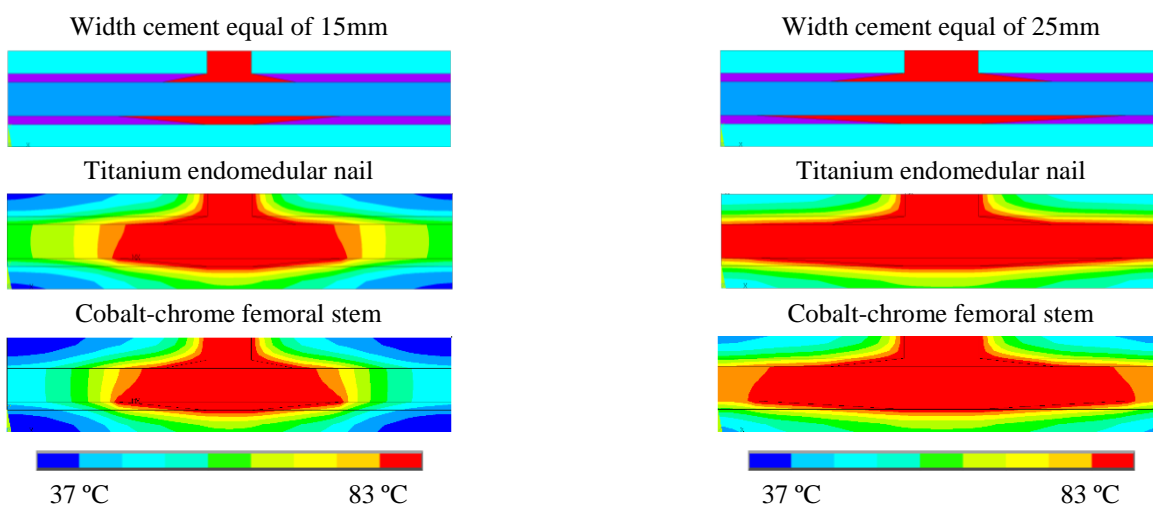 Width cement equal of 15mm
Width cement equal of 25mm
Titanium endomedular nail
Titanium endomedular nail
Cobalt-chrome femoral stem
Cobalt-chrome femoral stem
37 ºC 83 ºC
37 ºC 83 ºC